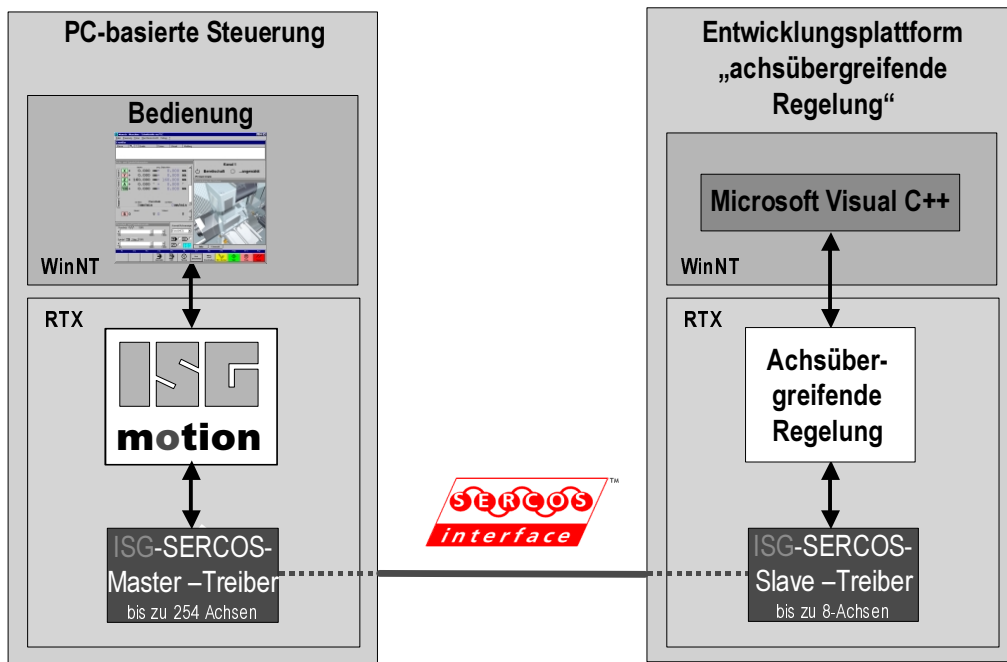 PC-basierte Steuerung
Bedienung
WinNT
RTX
ISG
motion
ISG-SERCOS-
Master –Treiber
bis zu 254 Achsen
SERCOS
interface
TM
Entwicklungsplattform
„achsübergreifende
Regelung“
Microsoft Visual C++
WinNT
RTX
Achsüber-
greifende
Regelung
ISG-SERCOS-
Slave –Treiber
bis zu 8-Achsen